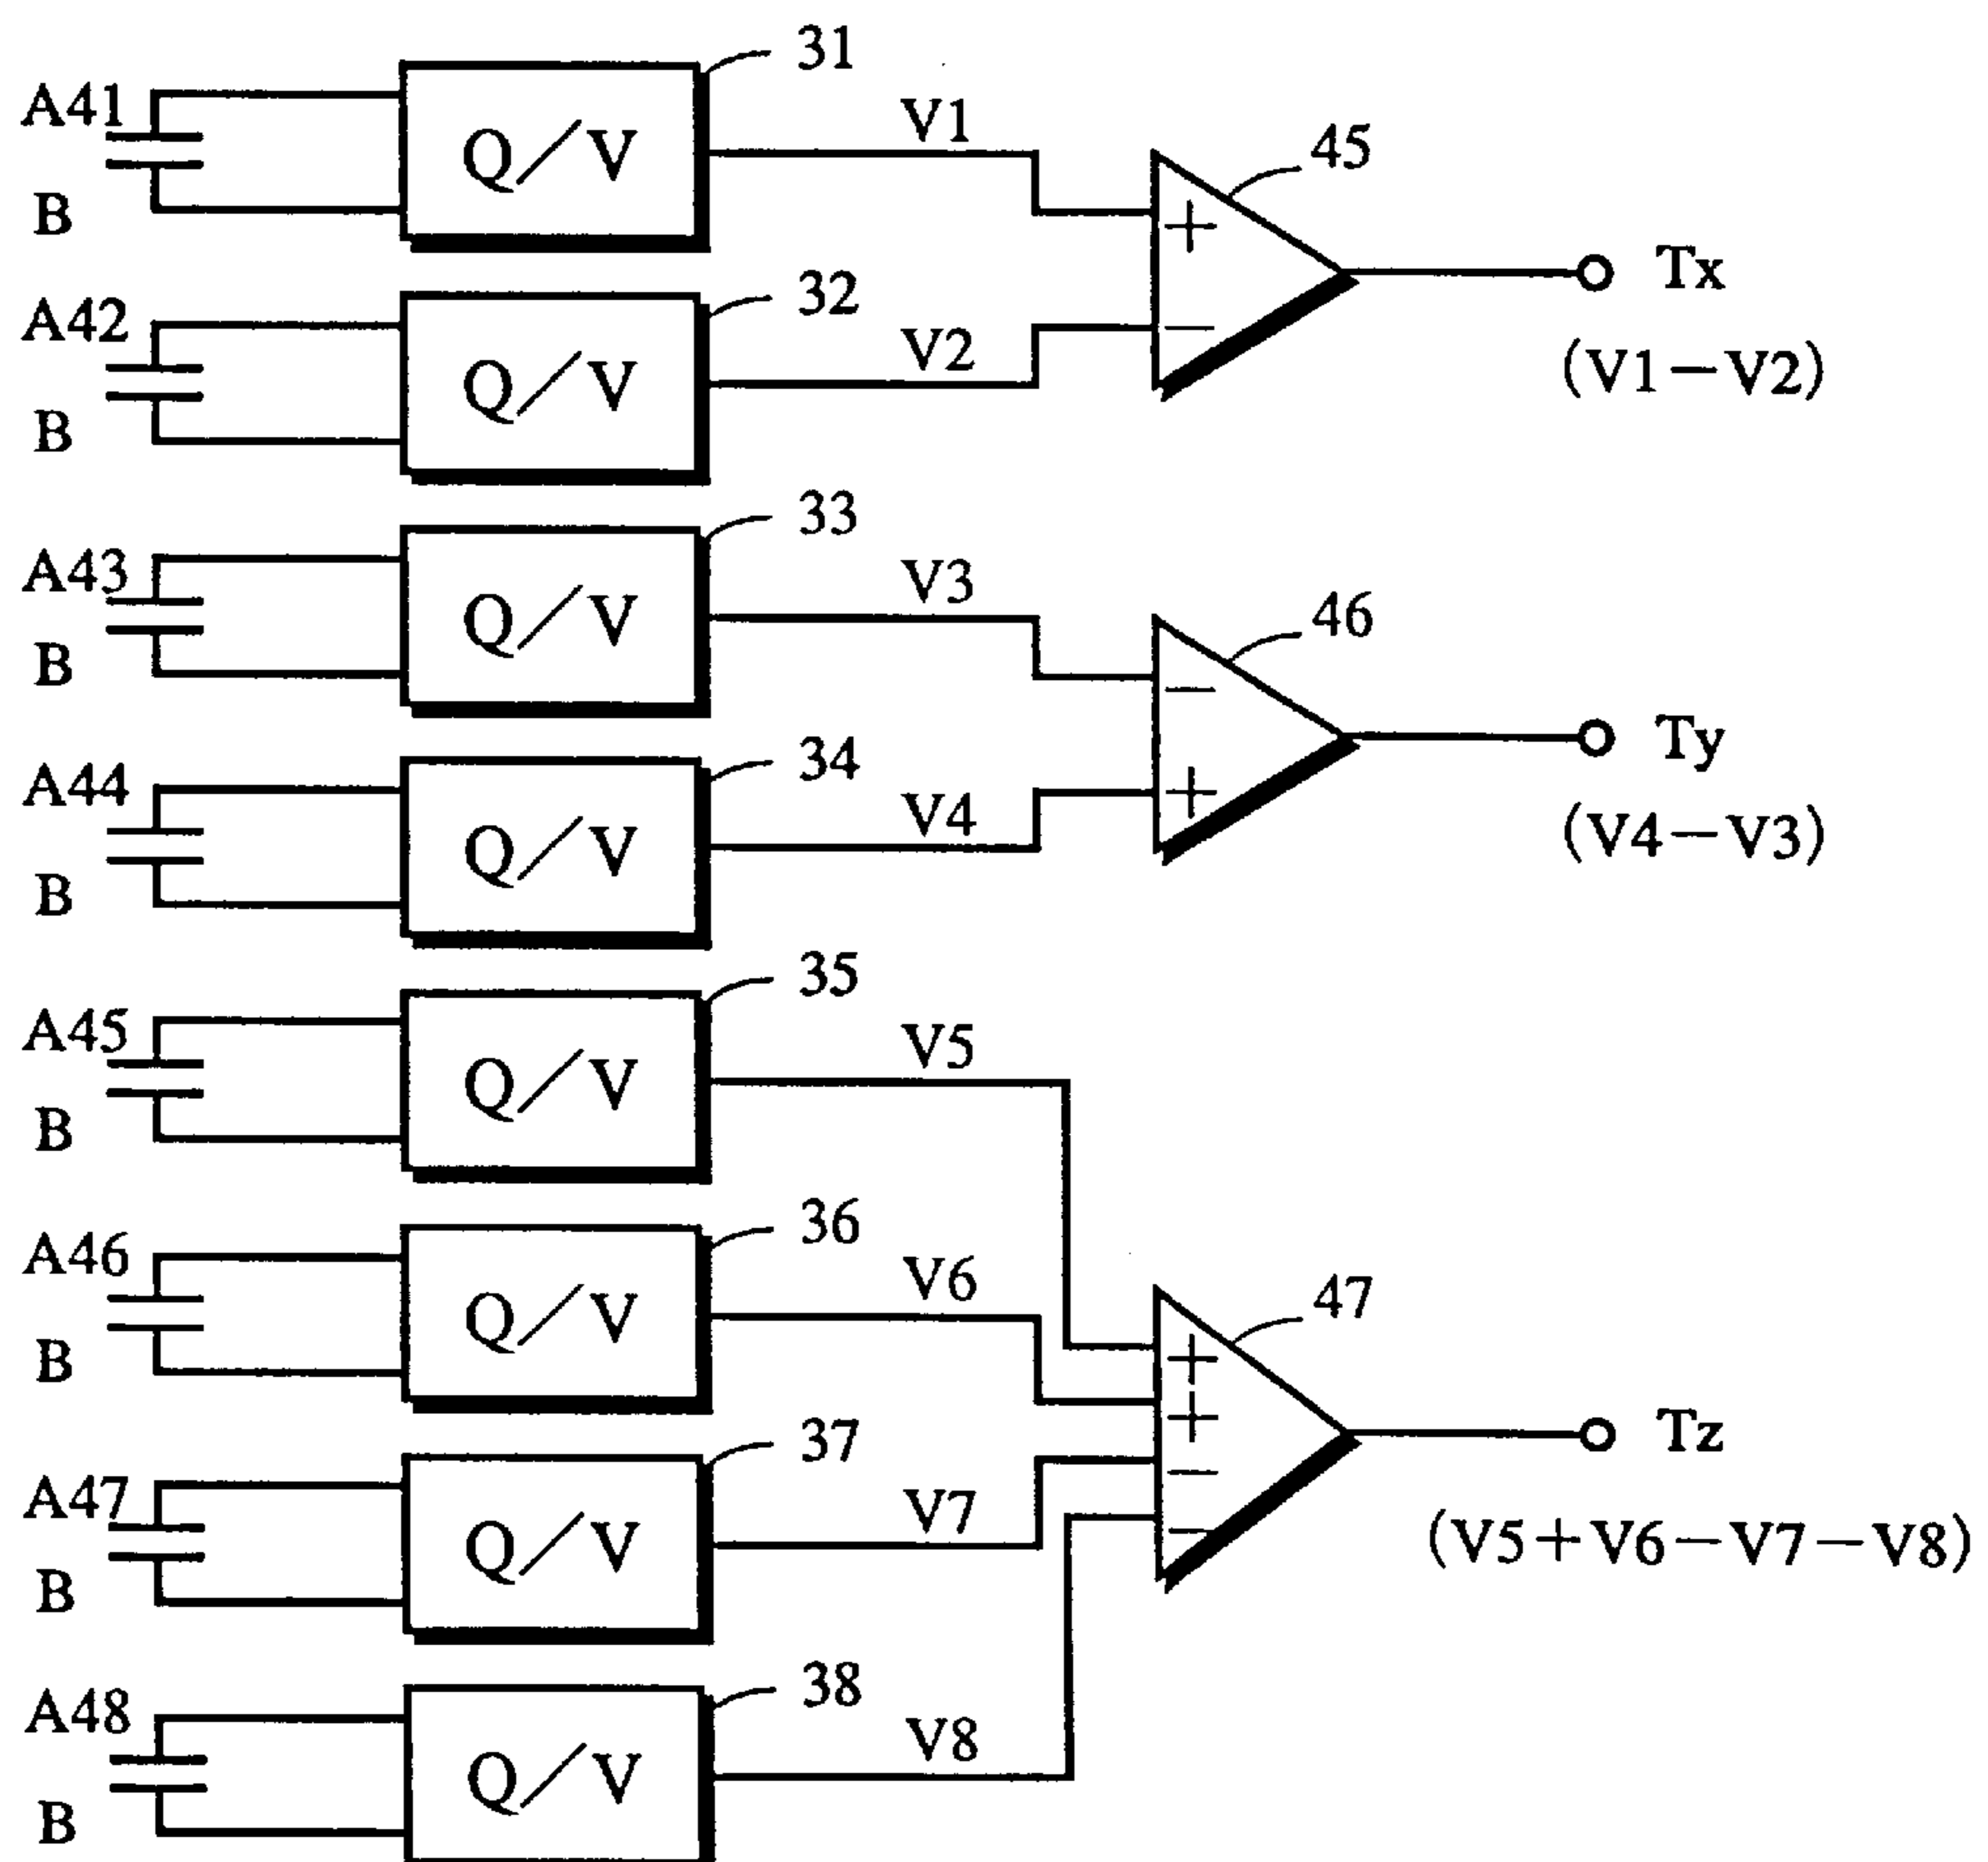 31
A41
Q/V
V1
B
45
+
−
Tx
(V1−V2)
32
A42
Q/V
V2
B
33
A43
Q/V
V3
B
46
−
+
Ty
(V4−V3)
34
A44
Q/V
V4
B
35
A45
Q/V
V5
B
36
A46
Q/V
V6
B
47
+
+
−
−
Tz
(V5+V6−V7−V8)
37
A47
Q/V
V7
B
38
A48
Q/V
V8
B